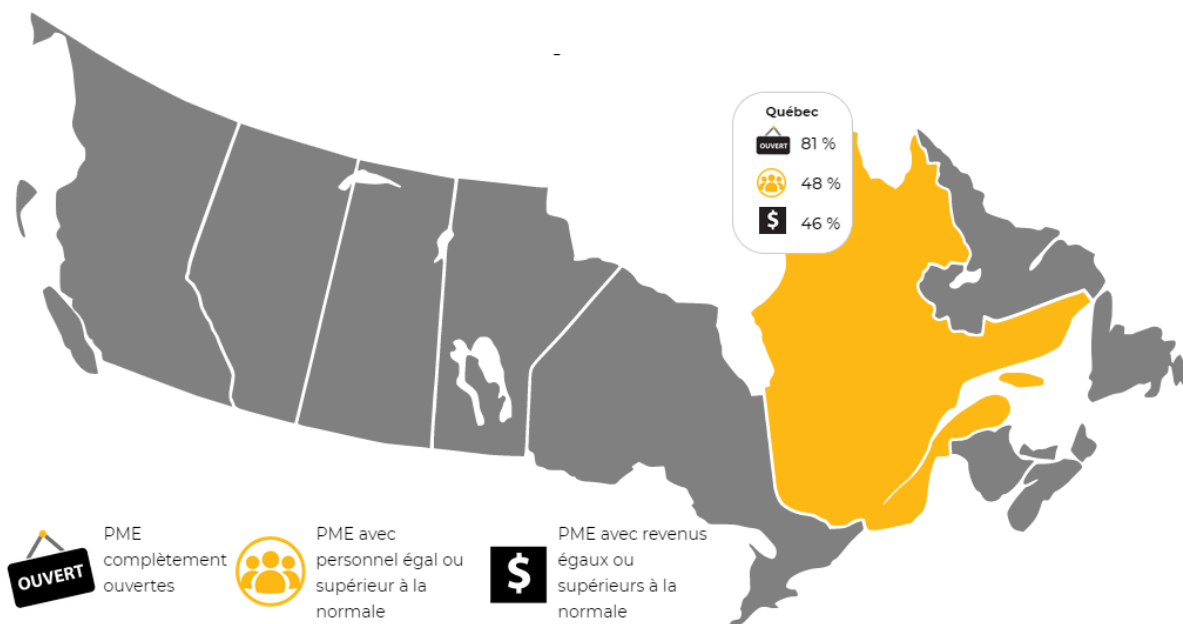 Québec
OUVERT 81 %
48 %
$ 46 %
OUVERT
PME
complètement
ouvertes
PME avec
personnel égal ou
supérieur à la
normale
$
PME avec revenus
égaux ou
supérieurs à la
normale